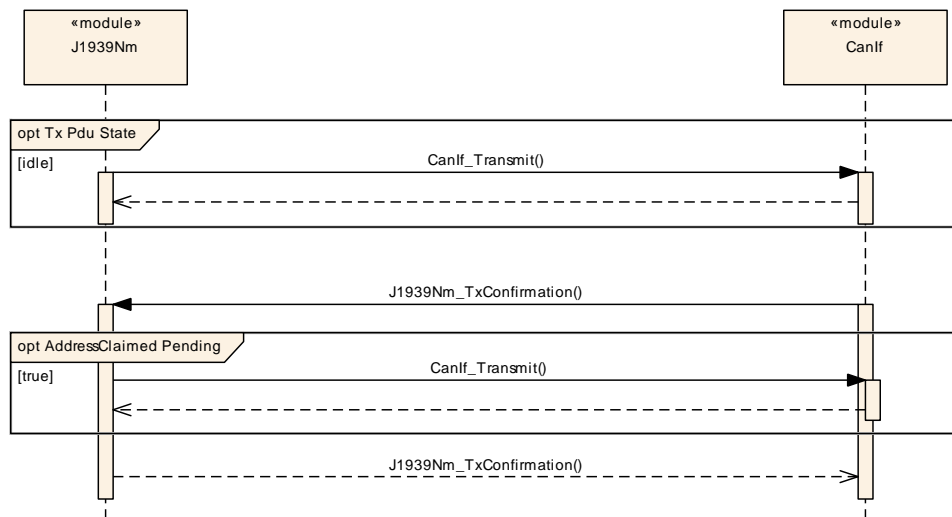 «module»
J1939Nm
«module»
CanIf
opt Tx Pdu State
[idle]
CanIf_Transmit()
J1939Nm_TxConfirmation()
opt AddressClaimed Pending
[true]
CanIf_Transmit()
J1939Nm_TxConfirmation()